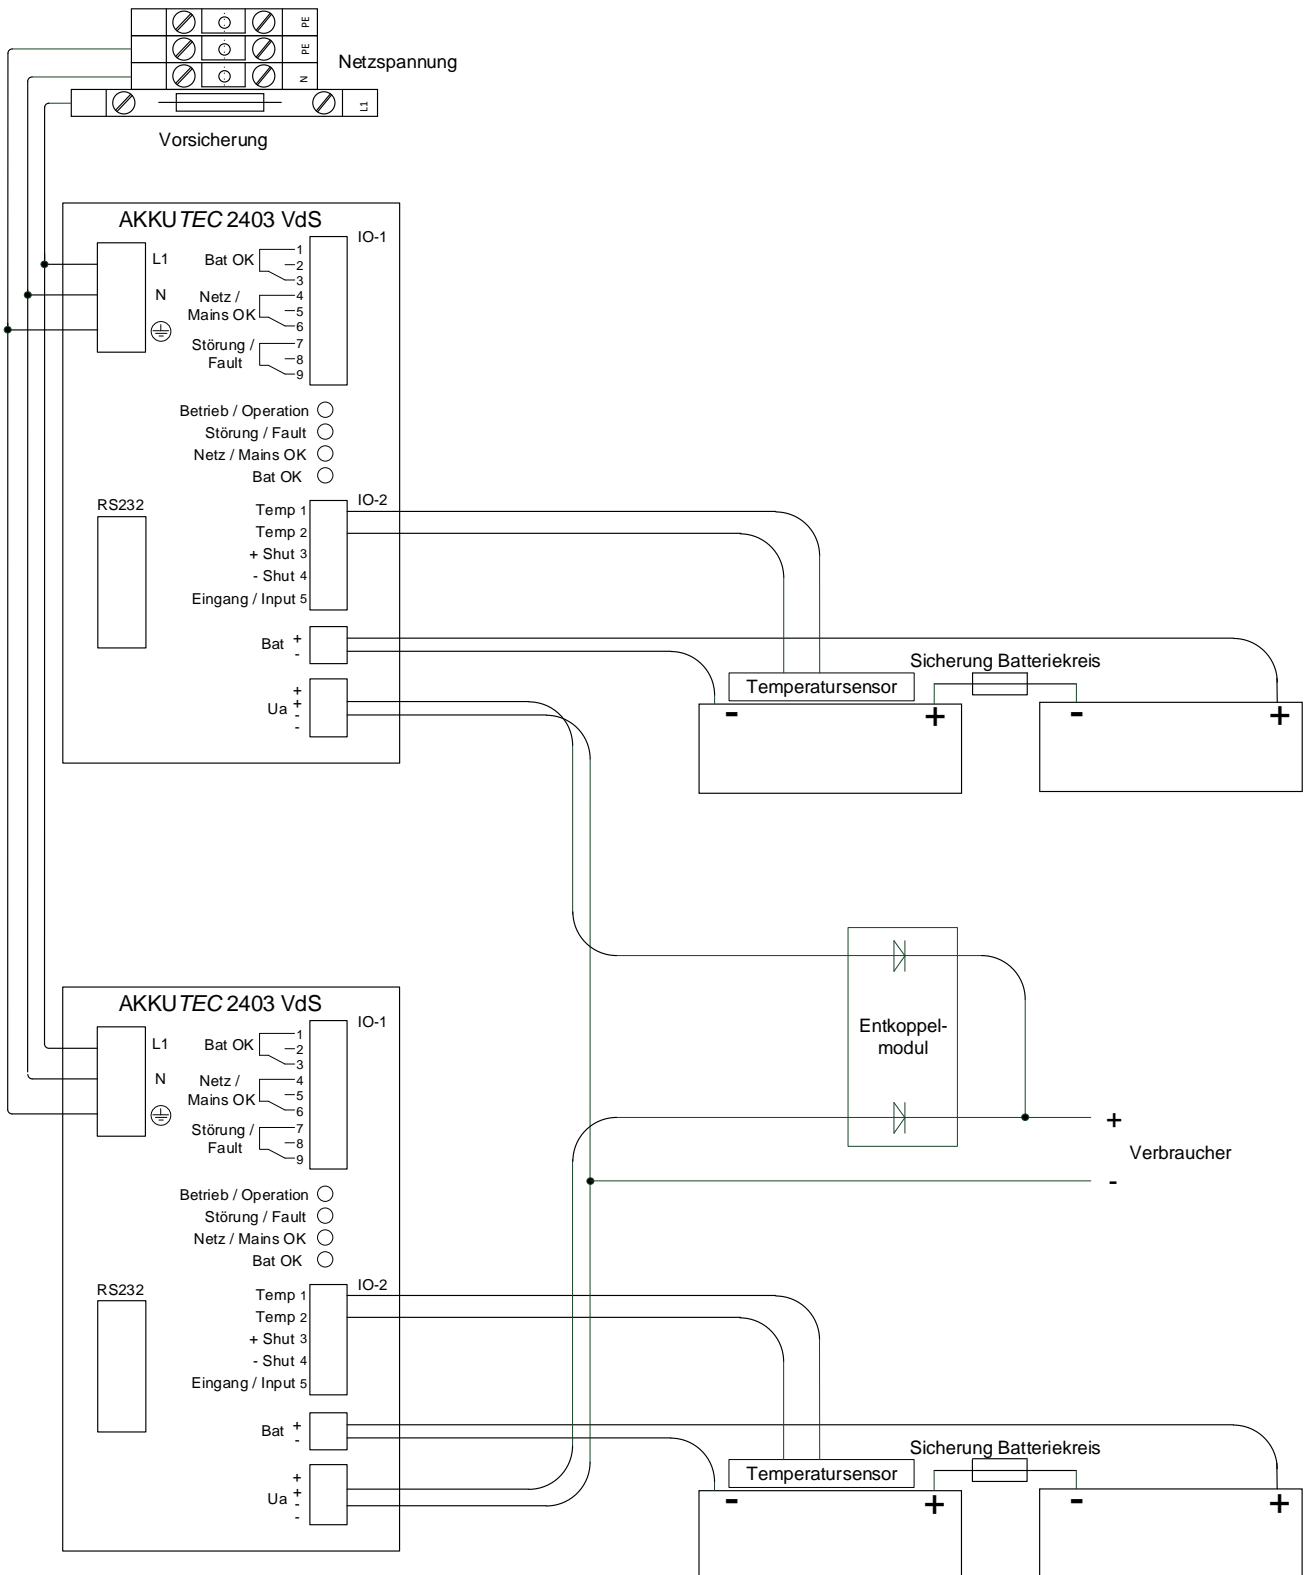 PE
PE
N
L1
Netzspannung
Vorsicherung
AKKUTEC 2403 VdS
IO-1
L1
N
Bat OK
1
2
3
Netz /
Mains OK
4
5
6
Störung /
Fault
7
8
9
Betrieb / Operation
Störung / Fault
Netz / Mains OK
Bat OK
RS232
IO-2
Temp 1
Temp 2
+ Shut 3
- Shut 4
Eingang / Input 5
Bat + -
Ua + + - -
Temperatursensor
Sicherung Batteriekreis
- +
- +
Entkoppel-
modul
+
Verbraucher
-
AKKUTEC 2403 VdS
IO-1
L1
N
Bat OK
1
2
3
Netz /
Mains OK
4
5
6
Störung /
Fault
7
8
9
Betrieb / Operation
Störung / Fault
Netz / Mains OK
Bat OK
RS232
IO-2
Temp 1
Temp 2
+ Shut 3
- Shut 4
Eingang / Input 5
Bat + -
Ua + + - -
Temperatursensor
Sicherung Batteriekreis
- +
- +